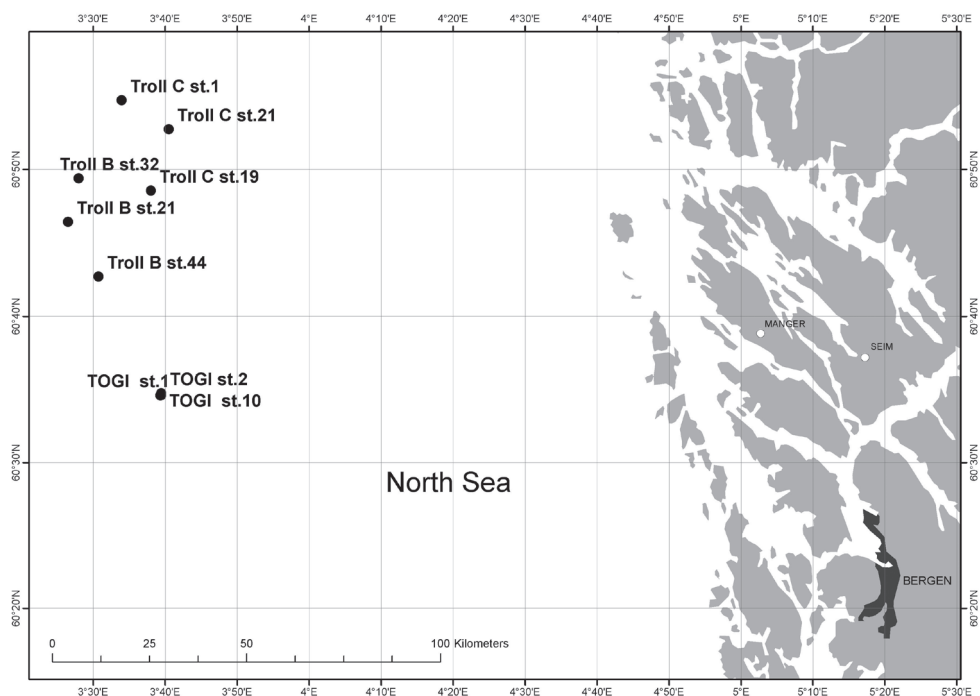 3°30'E 3°40'E 3°50'E 4°E 4°10'E 4°20'E 4°30'E 4°40'E 4°50'E 5°E 5°10'E 5°20'E 5°30'E
Troll C st.1
Troll C st.21
60°50'N 60°50'N
Troll B st.32
Troll C st.19
Troll B st.21
Troll B st.44
60°40'N 60°40'N
MANGER
SEIM
TOGI st.1 TOGI st.2
TOGI st.10
60°30'N 60°30'N
North Sea
BERGEN
60°20'N 60°20'N
0 25 50 100 Kilometers
3°30'E 3°40'E 3°50'E 4°E 4°10'E 4°20'E 4°30'E 4°40'E 4°50'E 5°E 5°10'E 5°20'E 5°30'E